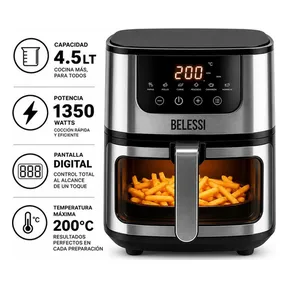 CAPACIDAD
4.5LT
COCINA MÁS,
PARA TODOS
POTENCIA
1350
WATTS
COCCIÓN RÁPIDA
Y EFICIENTE
PANTALLA
DIGITAL
CONTROL TOTAL
AL ALCANCE
DE UN TOQUE
888
TEMPERATURA
MÁXIMA
200°C
RESULTADOS
PERFECTOS EN
CADA PREPARACIÓN
°C
200°C
BELESSI